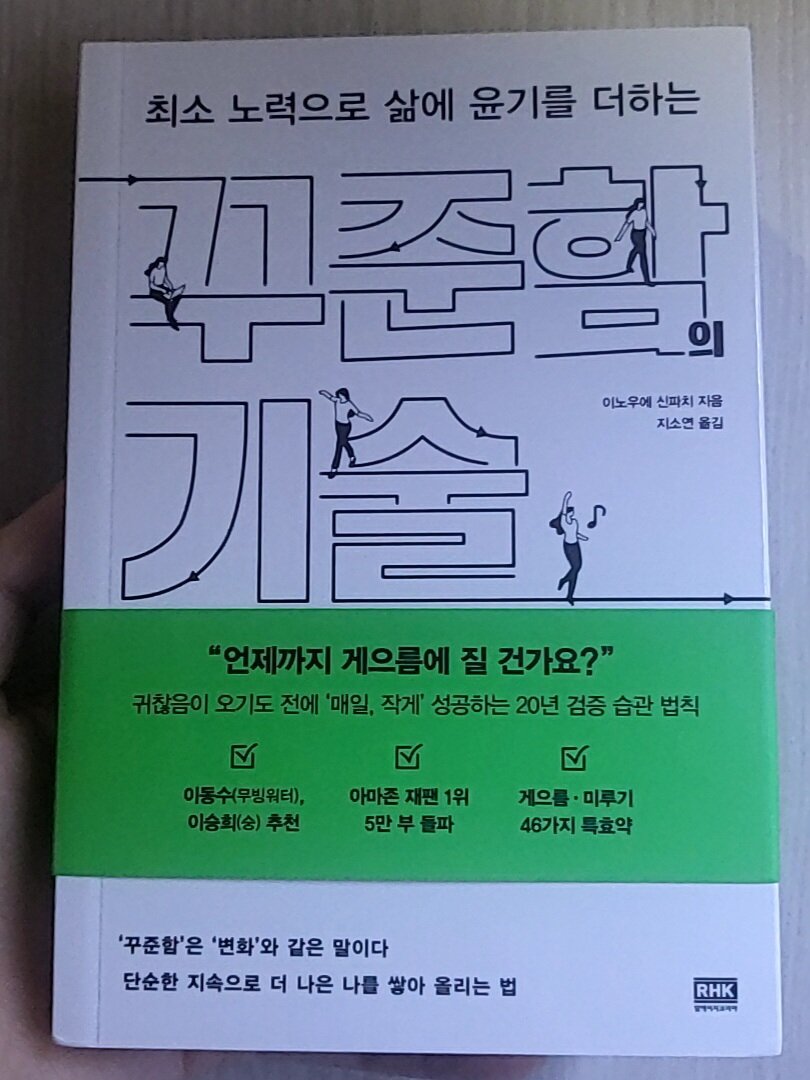 최소 노력으로 삶에 윤기를 더하는
꾸준함의
기술
이노우에 신파치 지음
지소연 옮김
“언제까지 게으름에 질 건가요?”
귀찮음이 오기도 전에 ‘매일, 작게’ 성공하는 20년 검증 습관 법칙
이동수(무빙워터),
이승희(숭) 추천
아마존 재팬 1위
5만 부 돌파
게으름·미루기
46가지 특효약
‘꾸준함’은 ‘변화’와 같은 말이다
단순한 지속으로 더 나은 나를 쌓아 올리는 법
RHK
알에이치코리아